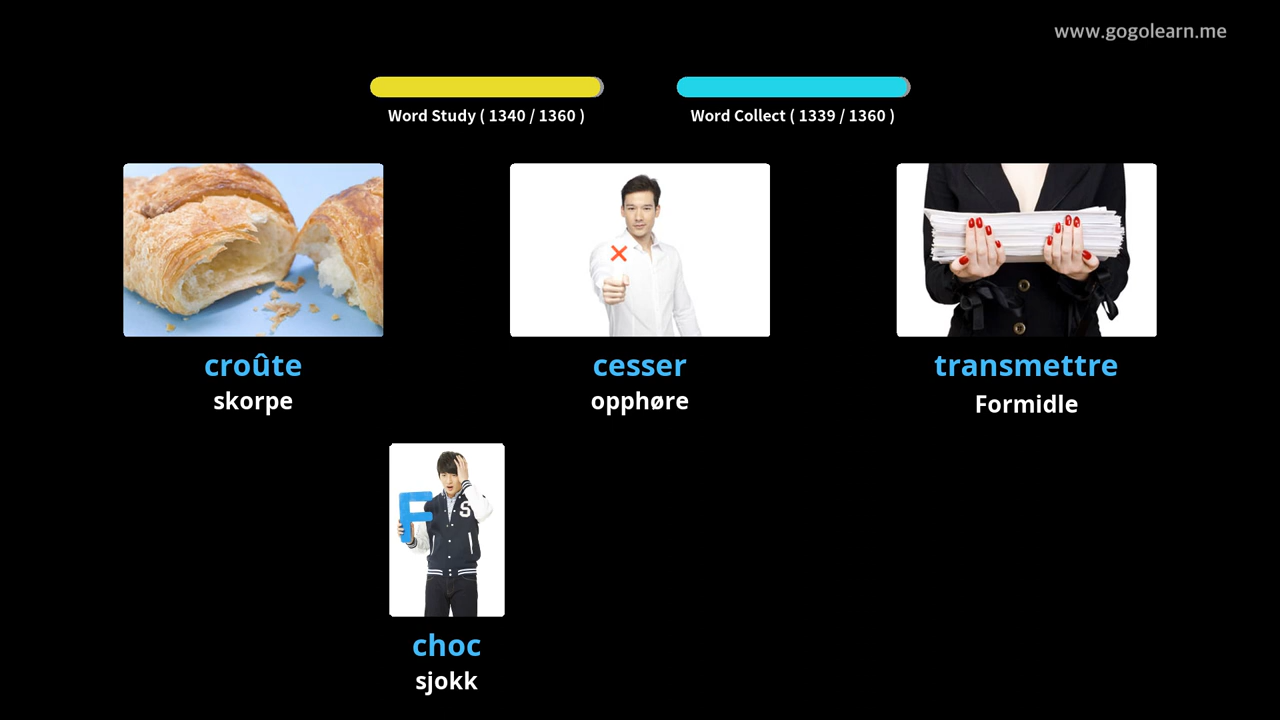 www.gogolearn.me
Word Study ( 1340 / 1360 )
Word Collect ( 1339 / 1360 )
croûte
skorpe
cesser
opphøre
transmettre
Formidle
F
S
choc
sjokk